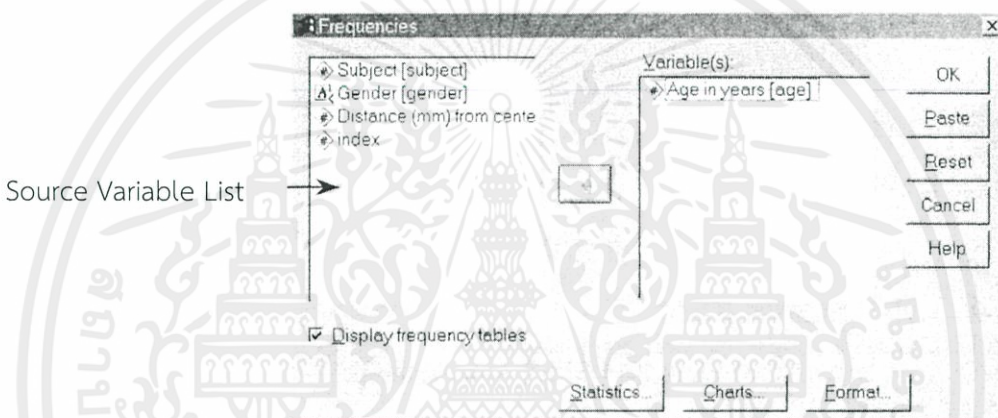 Frequencies
Subject [subject]
Gender [gender]
Distance (mm) from cente
index
Source Variable List
Variable(s):
Age in years [age]
OK
Paste
Reset
Cancel
Help
Display frequency tables
Statistics...
Charts...
Format...